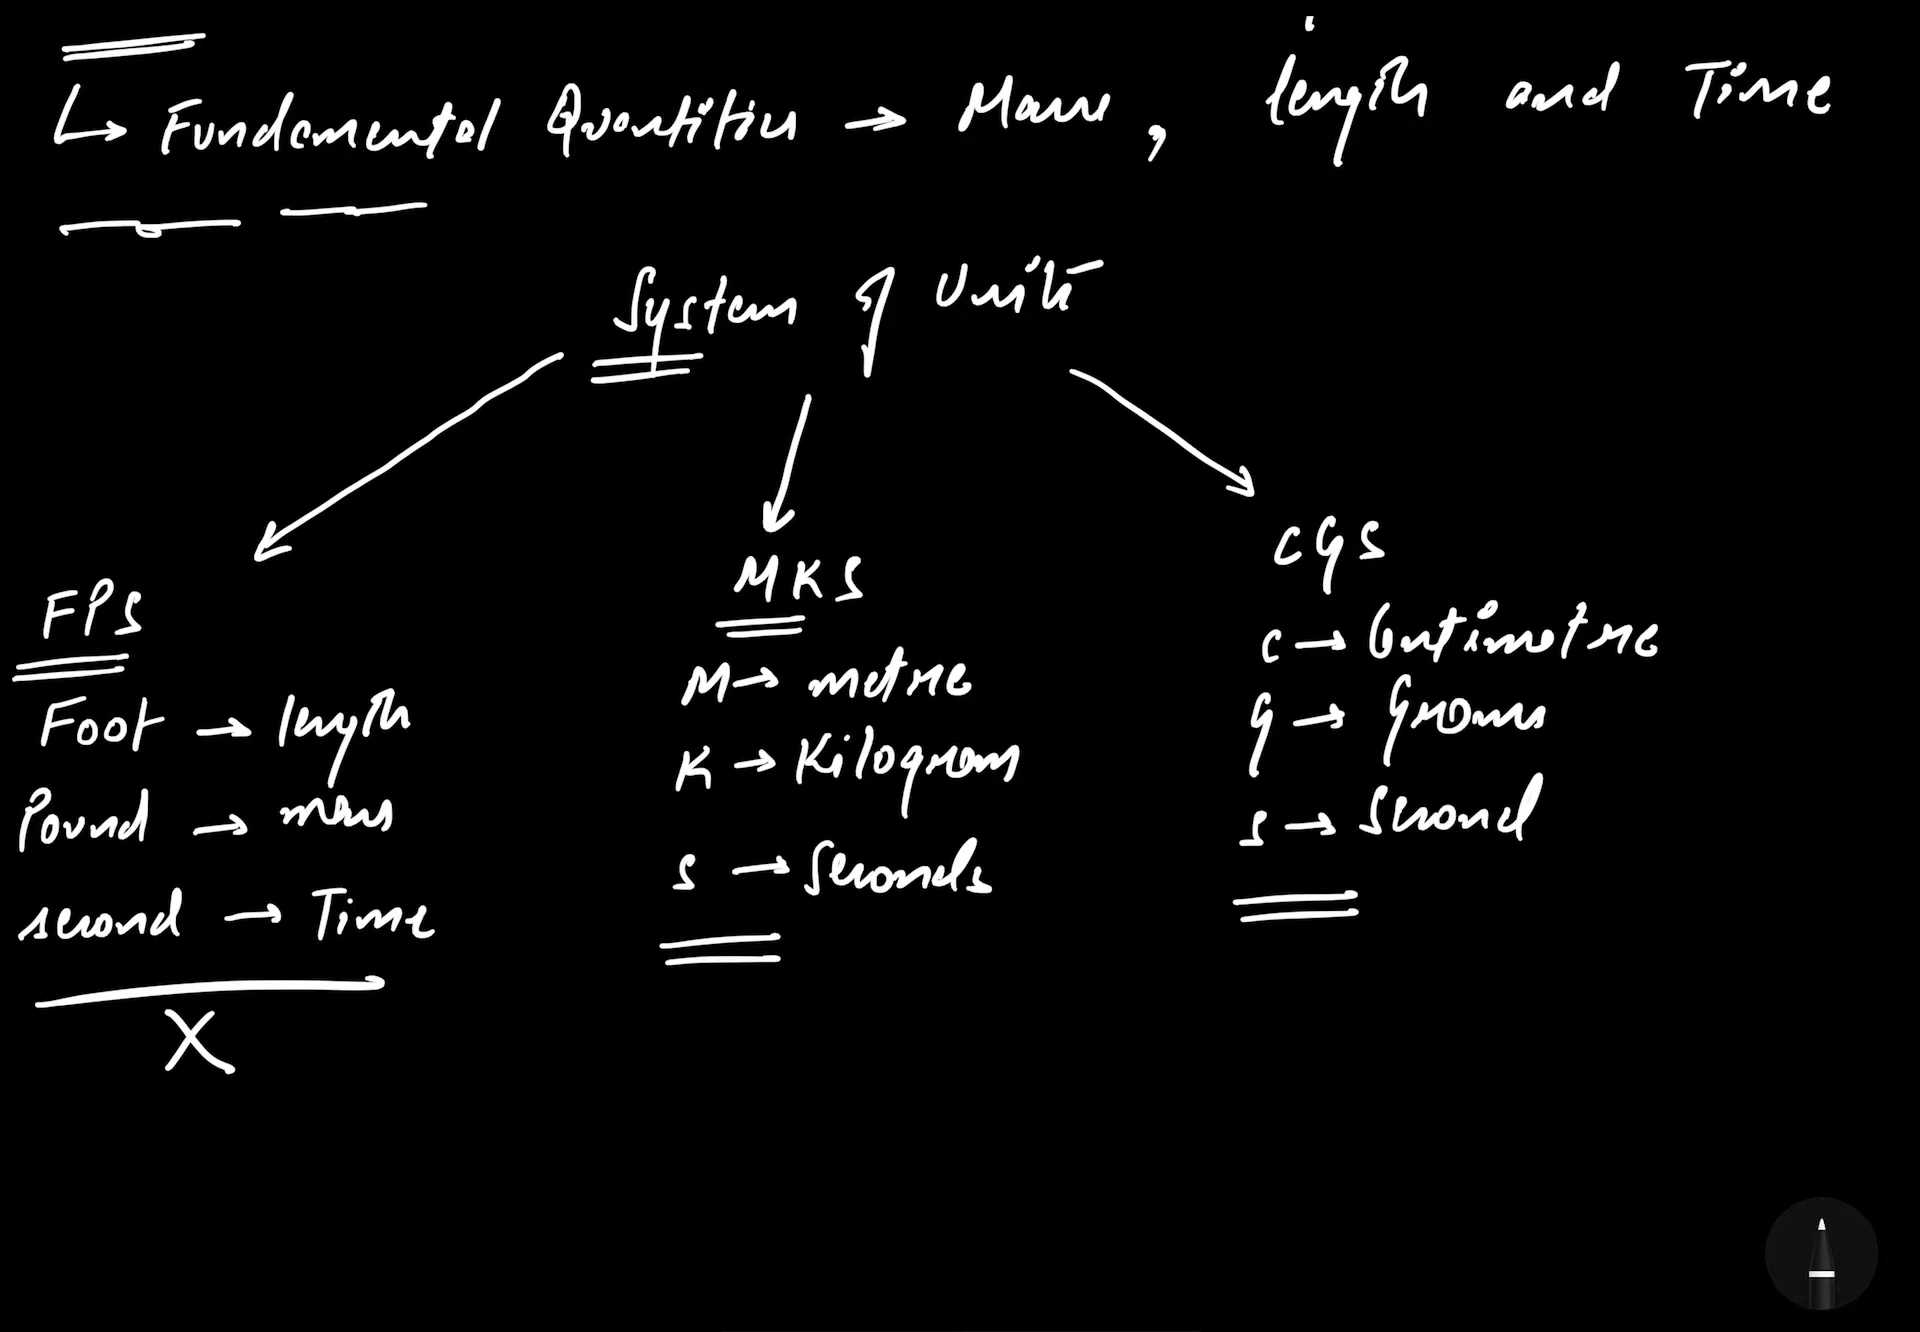 ↳ Fundamental Quantities → Mass, length and Time
System of Units
FPS
Foot → length
Pound → mass
second → Time
X
MKS
M → metre
K → Kilogram
S → Seconds
CGS
C → Centimetre
G → Grams
S → Second